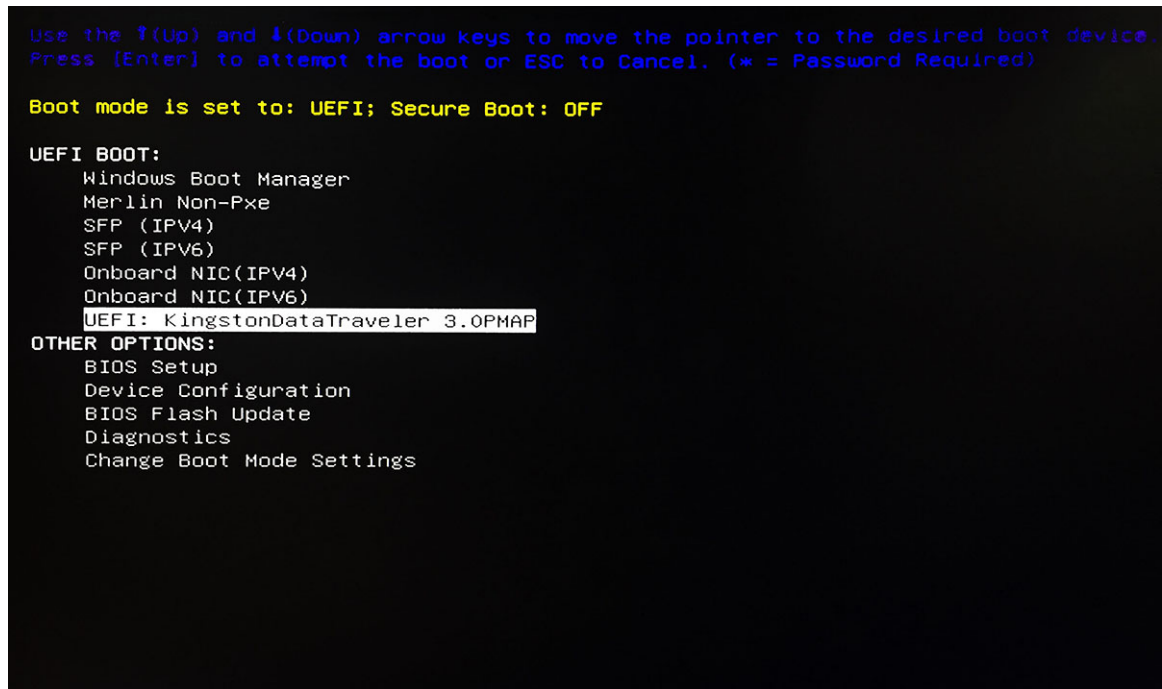 Use the ↑(Up) and ↓(Down) arrow keys to move the pointer to the desired boot device.
Press [Enter] to attempt the boot or ESC to Cancel. (* = Password Required)
Boot mode is set to: UEFI; Secure Boot: OFF
UEFI BOOT:
Windows Boot Manager
Merlin Non-Pxe
SFP (IPV4)
SFP (IPV6)
Onboard NIC(IPV4)
Onboard NIC(IPV6)
UEFI: KingstonDataTraveler 3.0PMAP
OTHER OPTIONS:
BIOS Setup
Device Configuration
BIOS Flash Update
Diagnostics
Change Boot Mode Settings